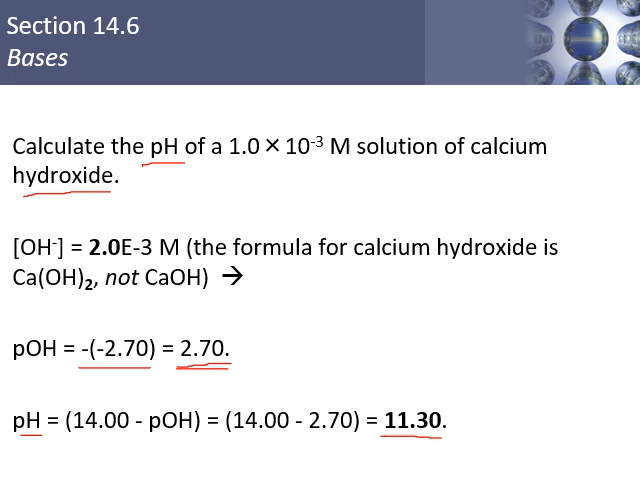 Section 14.6
Bases
Calculate the pH of a 1.0 × 10⁻³ M solution of calcium
hydroxide.
[OH⁻] = 2.0E-3 M (the formula for calcium hydroxide is
Ca(OH)₂, not CaOH) →
pOH = -(-2.70) = 2.70.
pH = (14.00 - pOH) = (14.00 - 2.70) = 11.30.